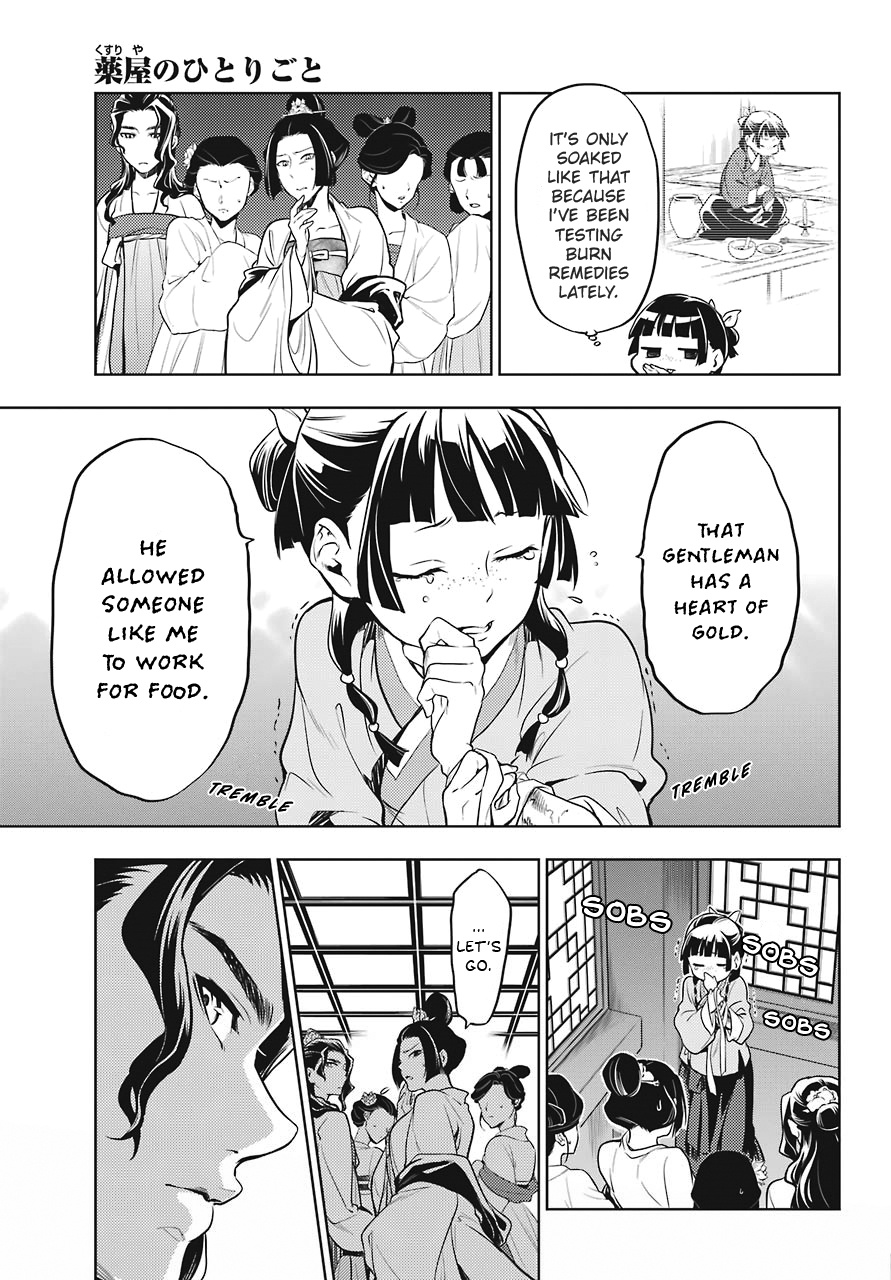 くすり や
薬屋のひとりごと
IT'S ONLY
SOAKED
LIKE THAT
BECAUSE
I'VE BEEN
TESTING
BURN
REMEDIES
LATELY.
THAT
GENTLEMAN
HAS A
HEART OF
GOLD.
HE
ALLOWED
SOMEONE
LIKE ME
TO WORK
FOR FOOD.
TREMBLE
TREMBLE
SOBS
SOBS
SOBS
...
LET'S
GO.